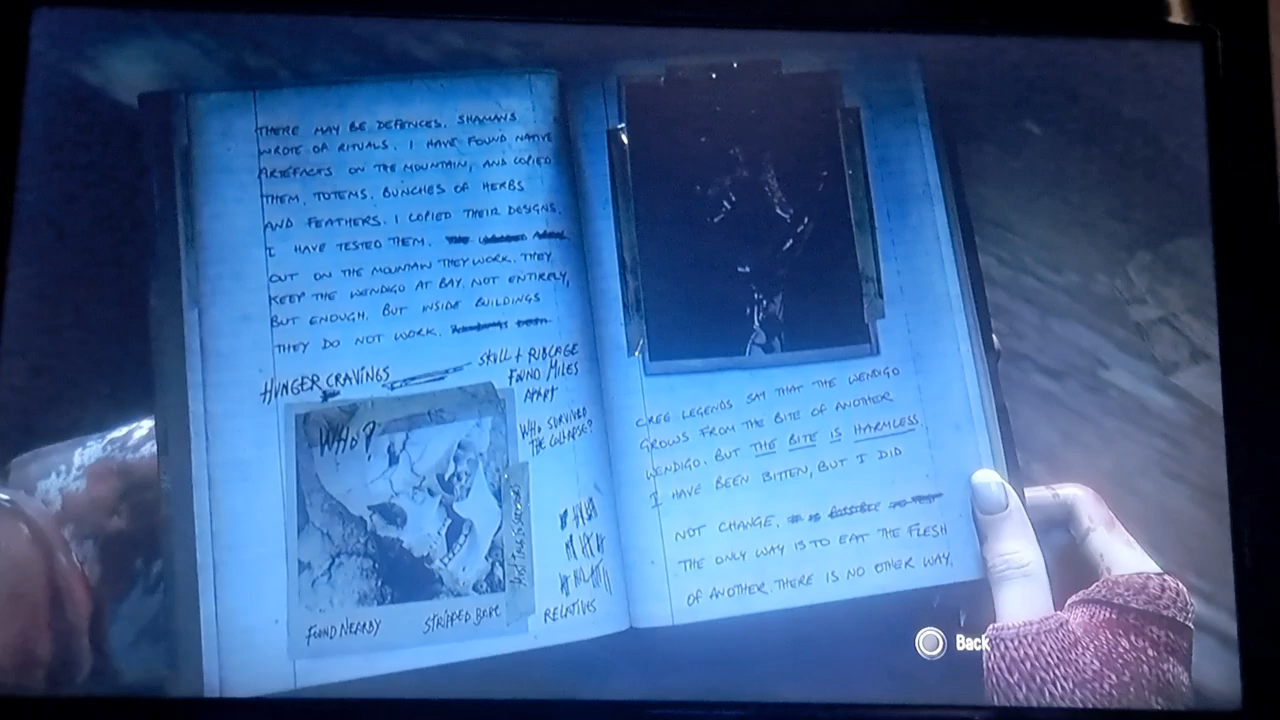 THERE MAY BE DEFENCES. SHAMANS
WROTE OF RITUALS. I HAVE FOUND NATIVE
ARTEFACTS ON THE MOUNTAIN, AND COPIED
THEM. TOTEMS. BUNCHES OF HERBS
AND FEATHERS. I COPIED THEIR DESIGNS.
I HAVE TESTED THEM.
OUT ON THE MOUNTAIN THEY WORK. THEY
KEEP THE WENDIGO AT BAY. NOT ENTIRELY,
BUT ENOUGH. BUT INSIDE BUILDINGS
THEY DO NOT WORK.
HUNGER CRAVINGS
SKULL + RIBCAGE
FOUND MILES
APART
WHO SURVIVED
THE COLLAPSE?
WHO?
RELATIVES
FOUND NEARBY
STRIPPED BARE
CREE LEGENDS SAY THAT THE WENDIGO
GROWS FROM THE BITE OF ANOTHER
WENDIGO. BUT THE BITE IS HARMLESS.
I HAVE BEEN BITTEN, BUT I DID
NOT CHANGE.
THE ONLY WAY IS TO EAT THE FLESH
OF ANOTHER. THERE IS NO OTHER WAY.
Back